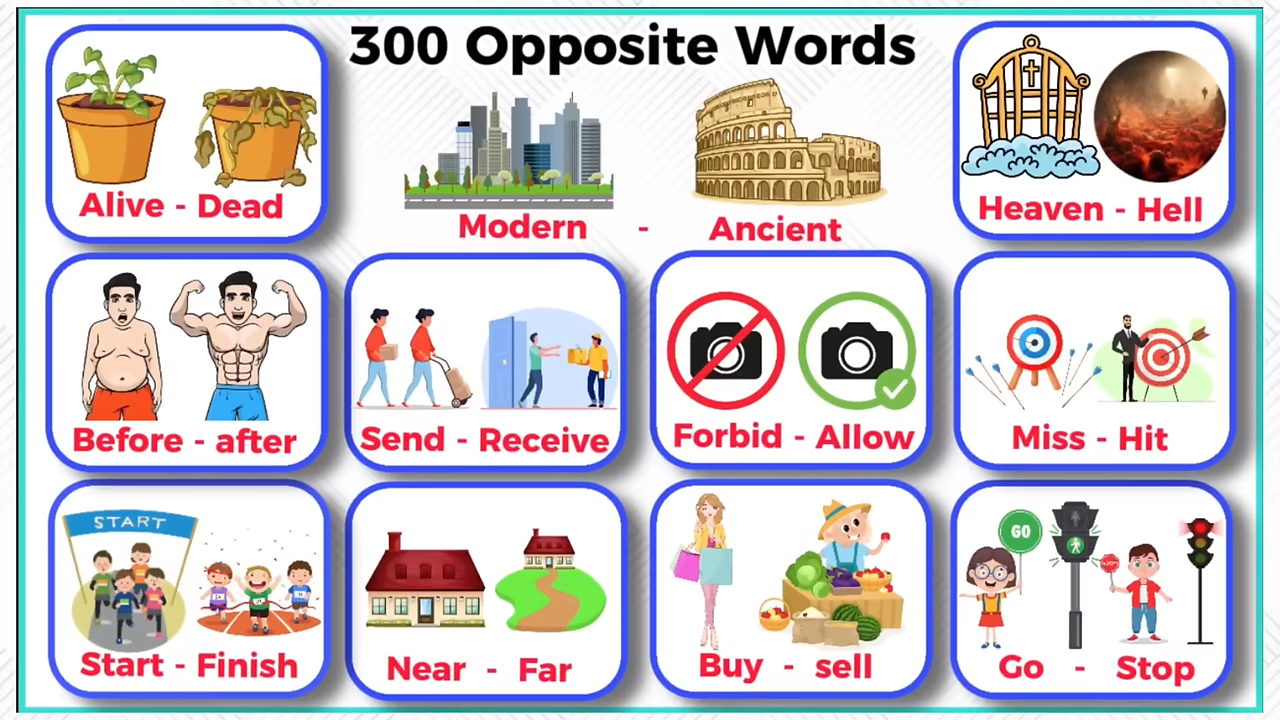 300 Opposite Words
Alive - Dead
Modern - Ancient
Heaven - Hell
Before - after
Send - Receive
Forbid - Allow
Miss - Hit
START
Start - Finish
Near - Far
Buy - sell
GO
Go - Stop